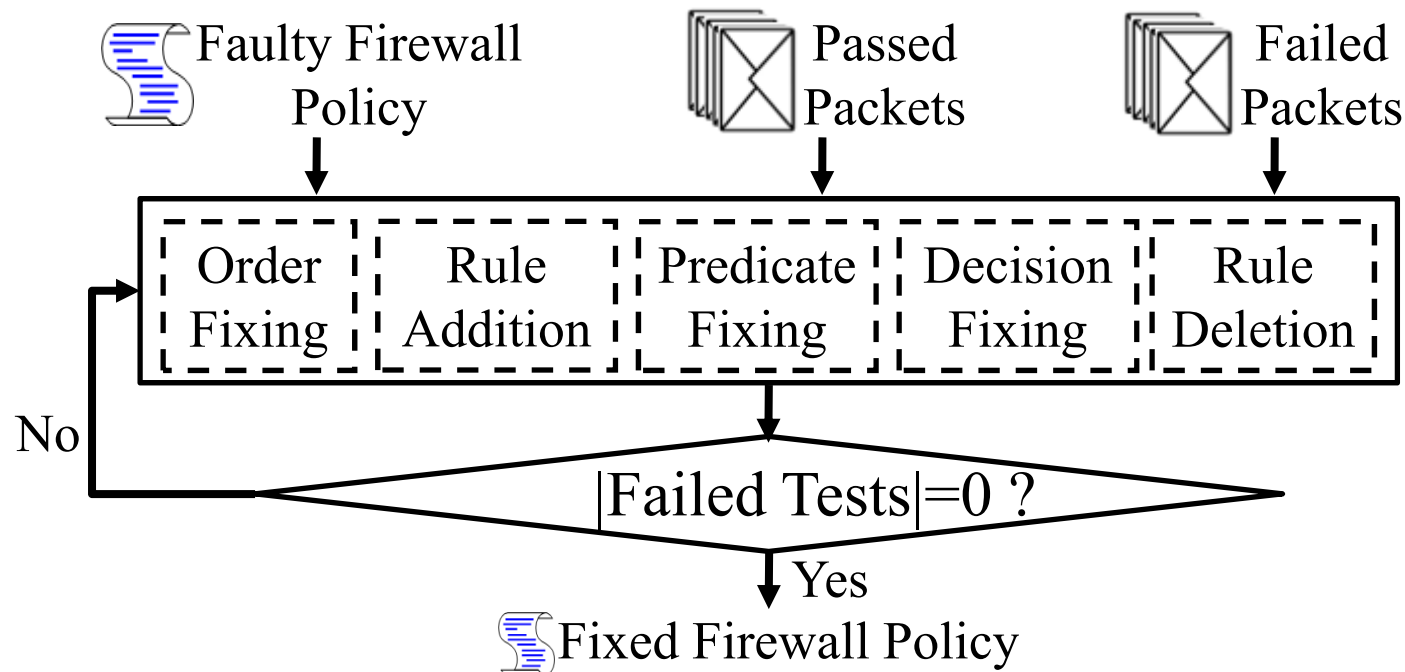 Faulty Firewall
Policy
Passed
Packets
Failed
Packets
Order
Fixing
Rule
Addition
Predicate
Fixing
Decision
Fixing
Rule
Deletion
No
|Failed Tests|=0 ?
Yes
Fixed Firewall Policy